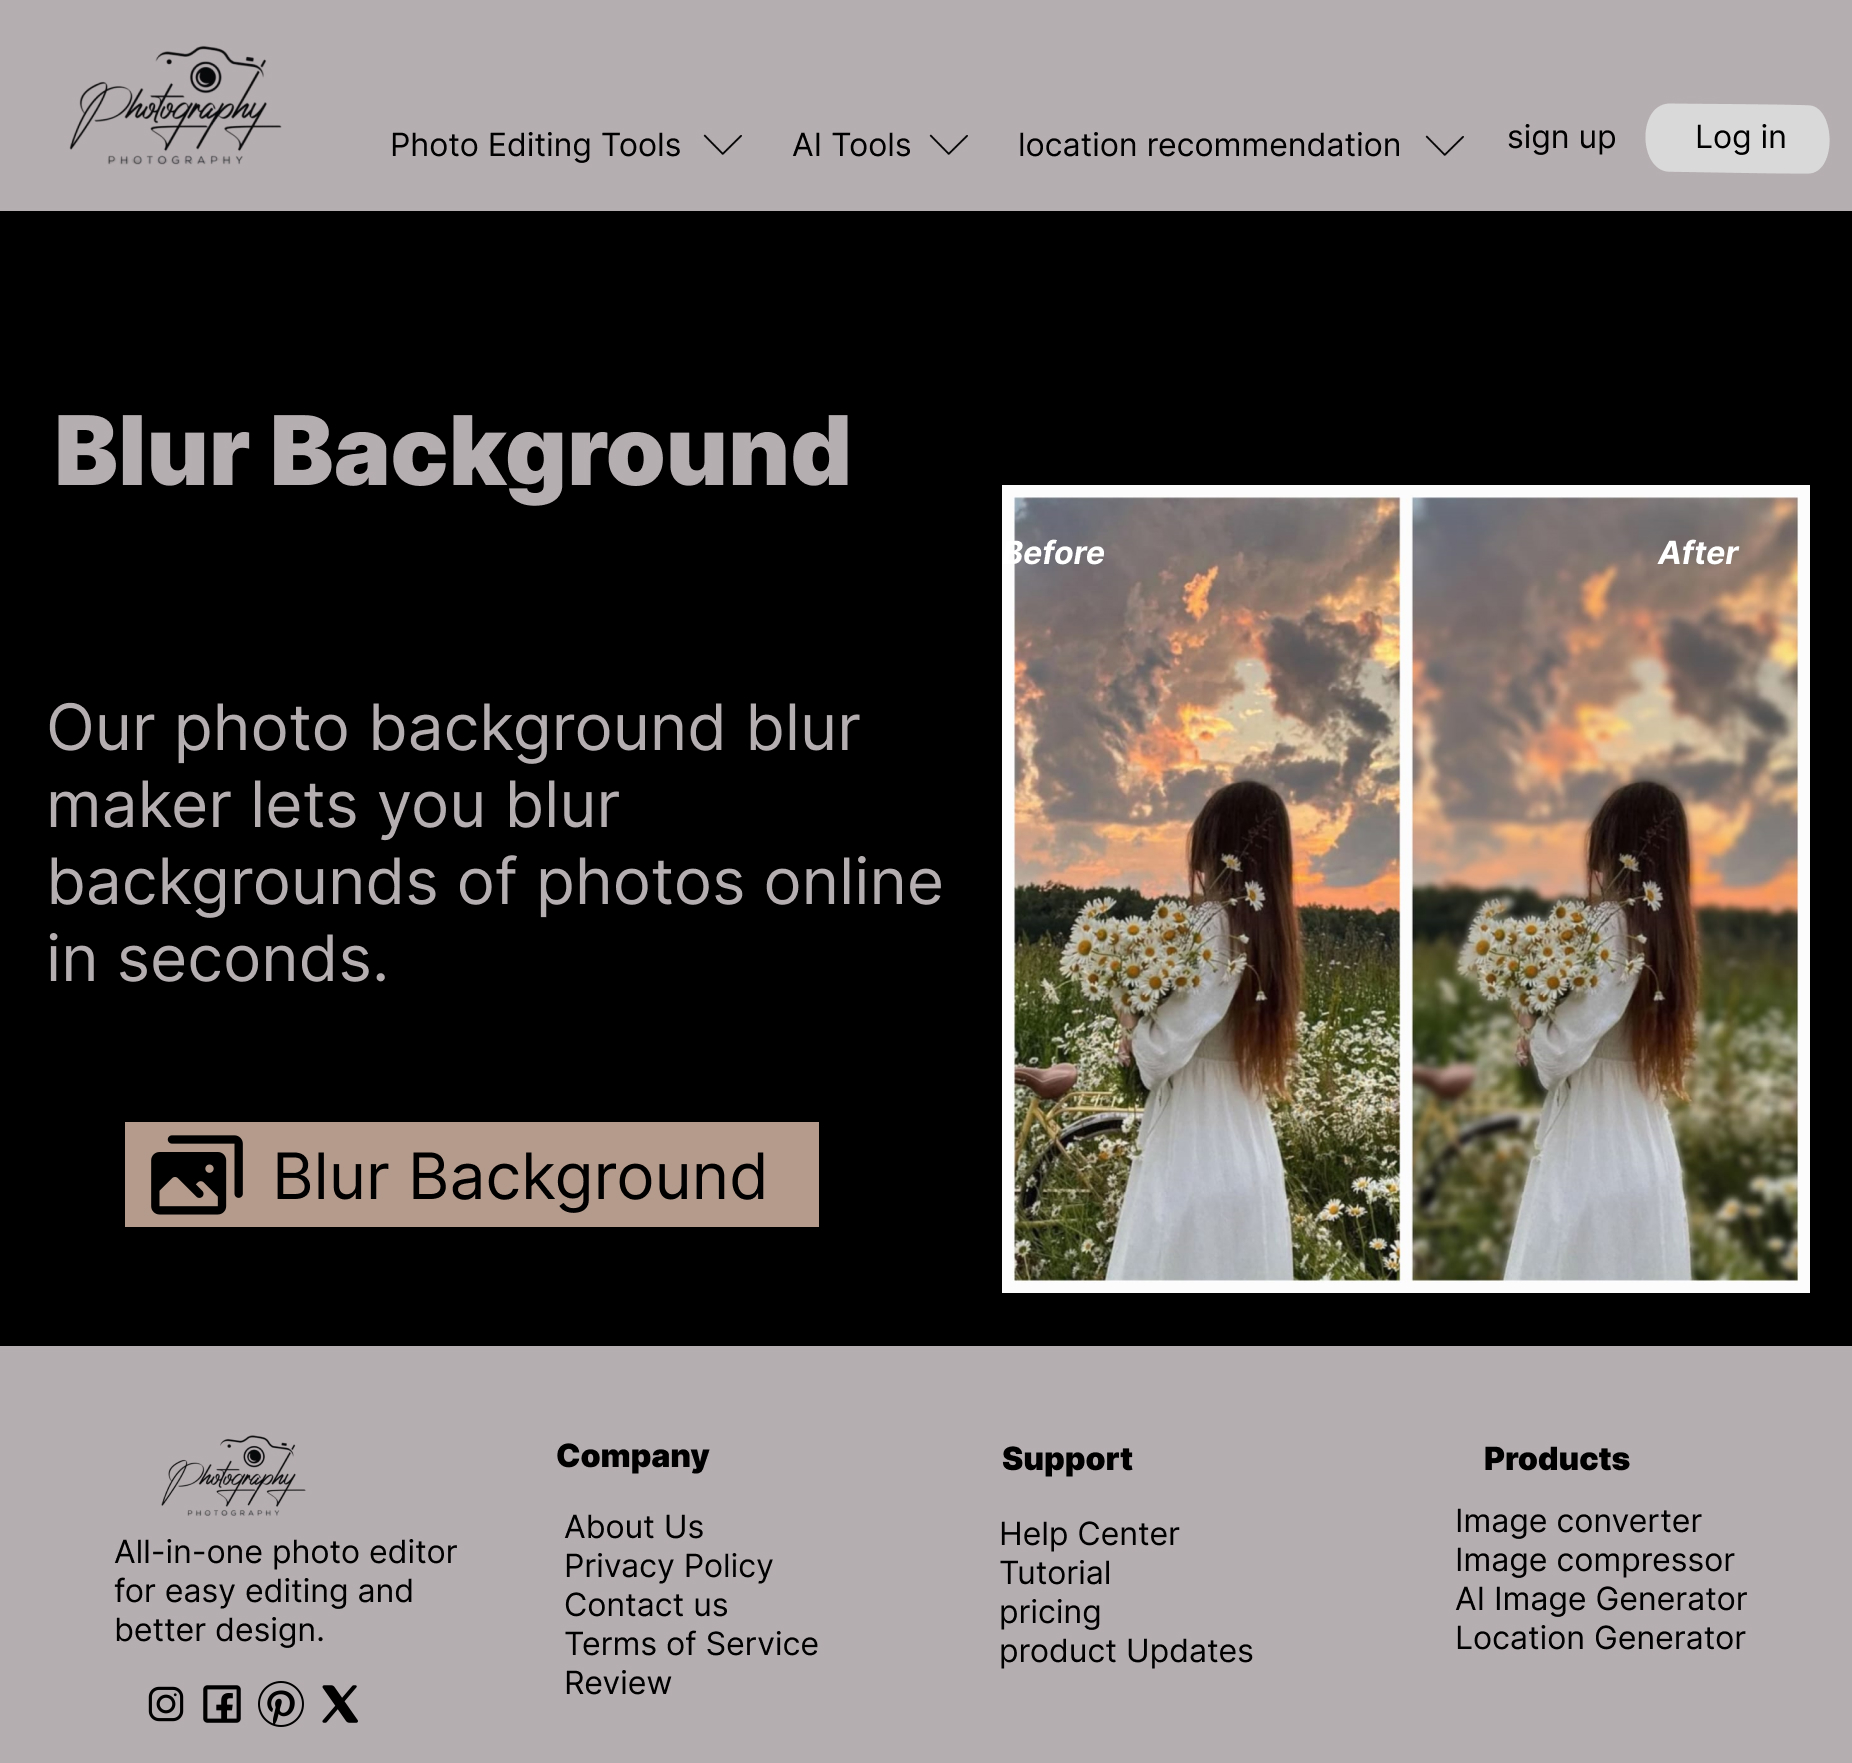 Photography
PHOTOGRAPHY
Photo Editing Tools
AI Tools
location recommendation
sign up
Log in
Blur Background
Our photo background blur
maker lets you blur
backgrounds of photos online
in seconds.
Blur Background
Before
After
Photography
PHOTOGRAPHY
All-in-one photo editor
for easy editing and
better design.
Company
About Us
Privacy Policy
Contact us
Terms of Service
Review
Support
Help Center
Tutorial
pricing
product Updates
Products
Image converter
Image compressor
AI Image Generator
Location Generator